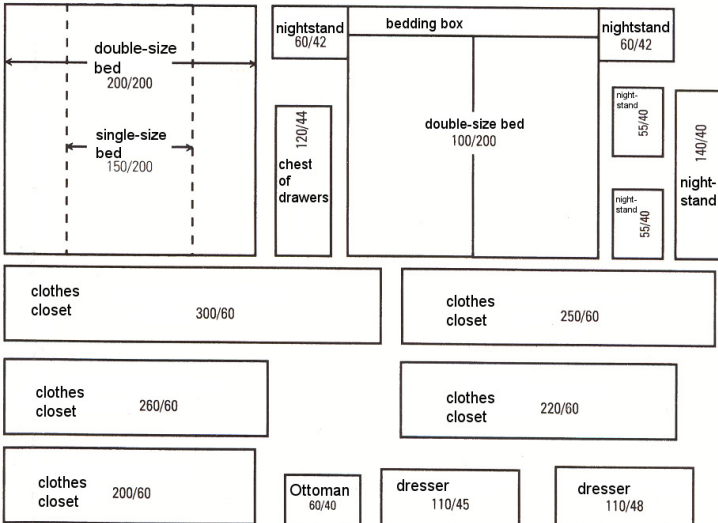 double-size
bed
200/200
single-size
bed
150/200
nightstand
60/42
bedding box
nightstand
60/42
120/44
chest
of
drawers
double-size bed
100/200
night-
stand
55/40
night-
stand
55/40
140/40
night-
stand
clothes
closet
300/60
clothes
closet
250/60
clothes
closet
260/60
clothes
closet
220/60
clothes
closet
200/60
Ottoman
60/40
dresser
110/45
dresser
110/48